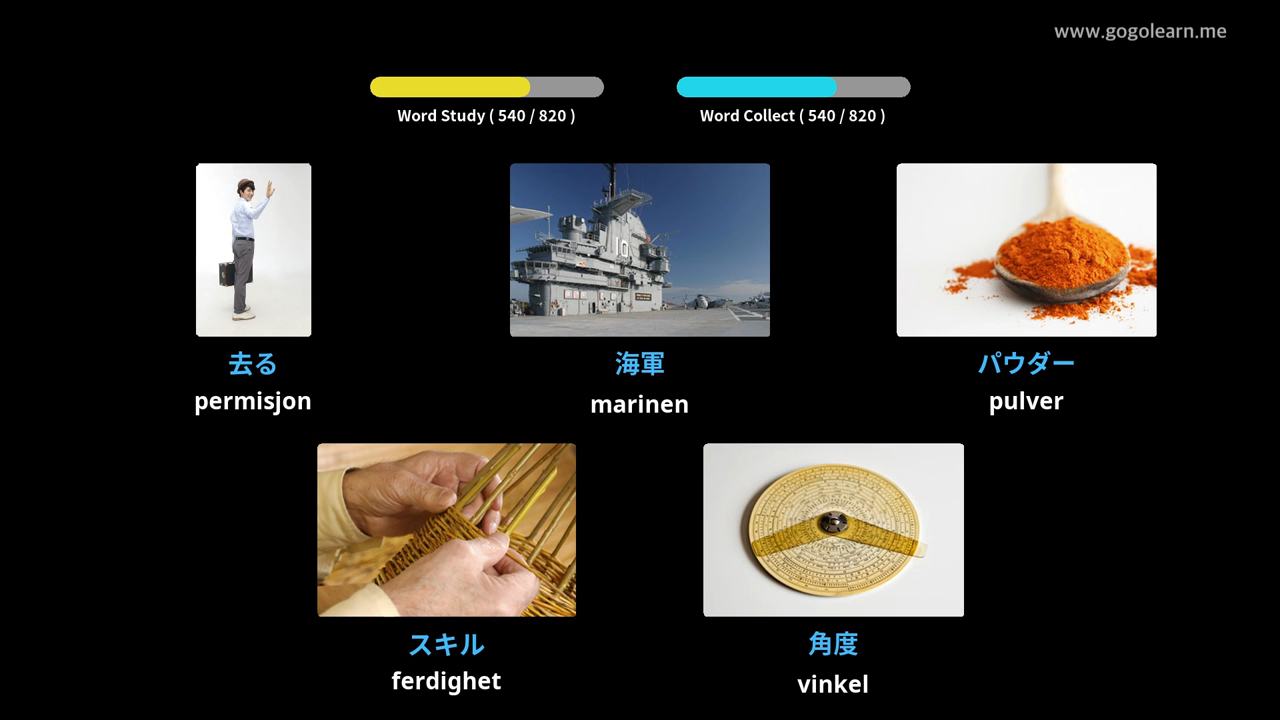 www.gogolearn.me
Word Study ( 540 / 820 )
Word Collect ( 540 / 820 )
10
去る
permisjon
海軍
marinen
パウダー
pulver
スキル
ferdighet
角度
vinkel